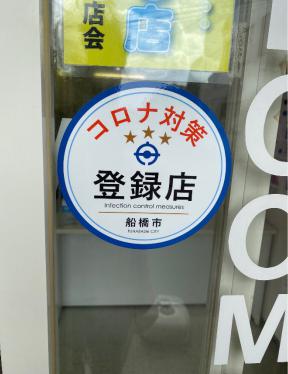 店会
店
コロナ対策
登録店
Infection control measures
船橋市
FUNABASHI CITY
O
O
M